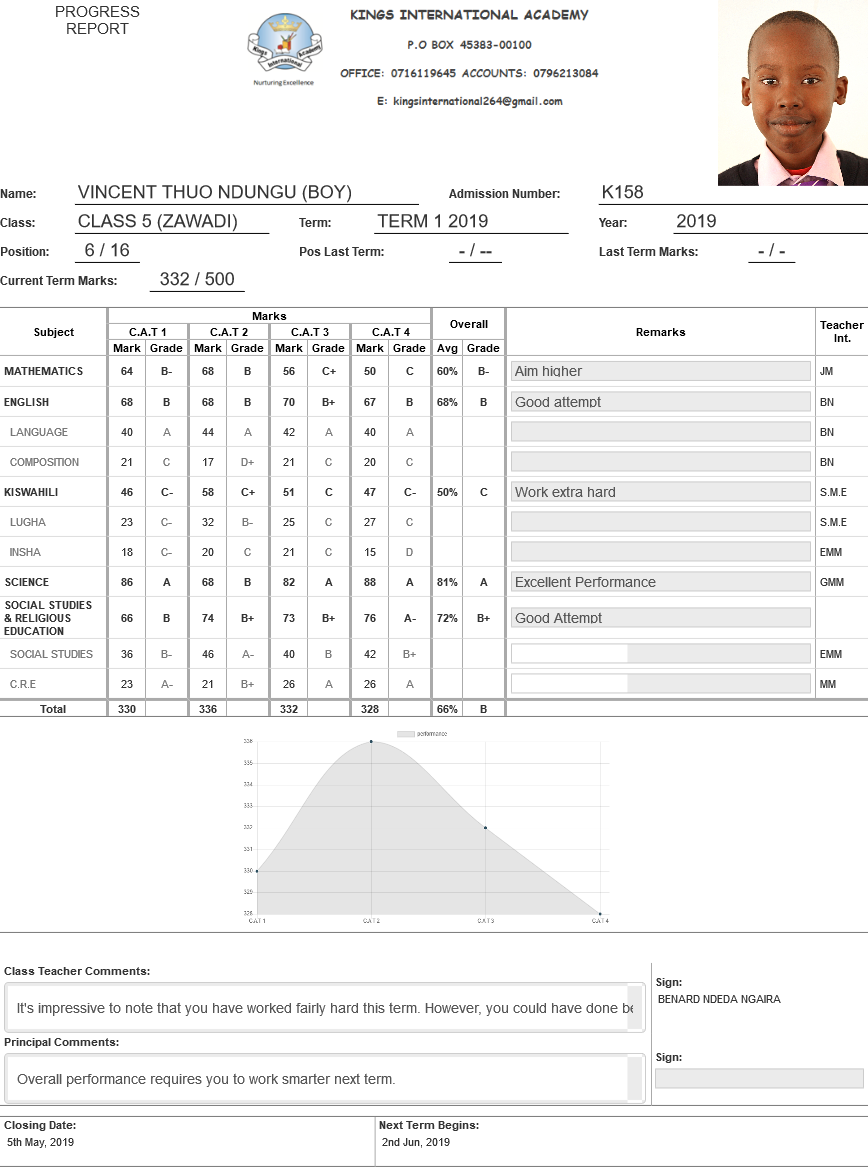 PROGRESS
REPORT
KINGS INTERNATIONAL ACADEMY
P.O BOX 45383-00100
OFFICE: 0716119645 ACCOUNTS: 0796213084
E: kingsinternational264@gmail.com
Kings Academy
International
Nurturing Excellence
Name: VINCENT THUO NDUNGU (BOY) Admission Number: K158
Class: CLASS 5 (ZAWADI) Term: TERM 1 2019 Year: 2019
Position: 6 / 16 Pos Last Term: - / -- Last Term Marks: - / -
Current Term Marks: 332 / 500
Subject Marks Overall Remarks Teacher Int.
C.A.T 1 C.A.T 2 C.A.T 3 C.A.T 4
Mark Grade Mark Grade Mark Grade Mark Grade Avg Grade
MATHEMATICS 64 B- 68 B 56 C+ 50 C 60% B- Aim higher JM
ENGLISH 68 B 68 B 70 B+ 67 B 68% B Good attempt BN
LANGUAGE 40 A 44 A 42 A 40 A BN
COMPOSITION 21 C 17 D+ 21 C 20 C BN
KISWAHILI 46 C- 58 C+ 51 C 47 C- 50% C Work extra hard S.M.E
LUGHA 23 C- 32 B- 25 C 27 C S.M.E
INSHA 18 C- 20 C 21 C 15 D EMM
SCIENCE 86 A 68 B 82 A 88 A 81% A Excellent Performance GMM
SOCIAL STUDIES
& RELIGIOUS
EDUCATION 66 B 74 B+ 73 B+ 76 A- 72% B+ Good Attempt
SOCIAL STUDIES 36 B- 46 A- 40 B 42 B+ EMM
C.R.E 23 A- 21 B+ 26 A 26 A MM
Total 330 336 332 328 66% B
performance
336
335
334
333
332
331
330
329
328
C.A.T 1 C.A.T 2 C.A.T 3 C.A.T 4
Class Teacher Comments:
It's impressive to note that you have worked fairly hard this term. However, you could have done be
Sign:
BENARD NDEDA NGAIRA
Principal Comments:
Overall performance requires you to work smarter next term.
Sign:
Closing Date:
5th May, 2019
Next Term Begins:
2nd Jun, 2019